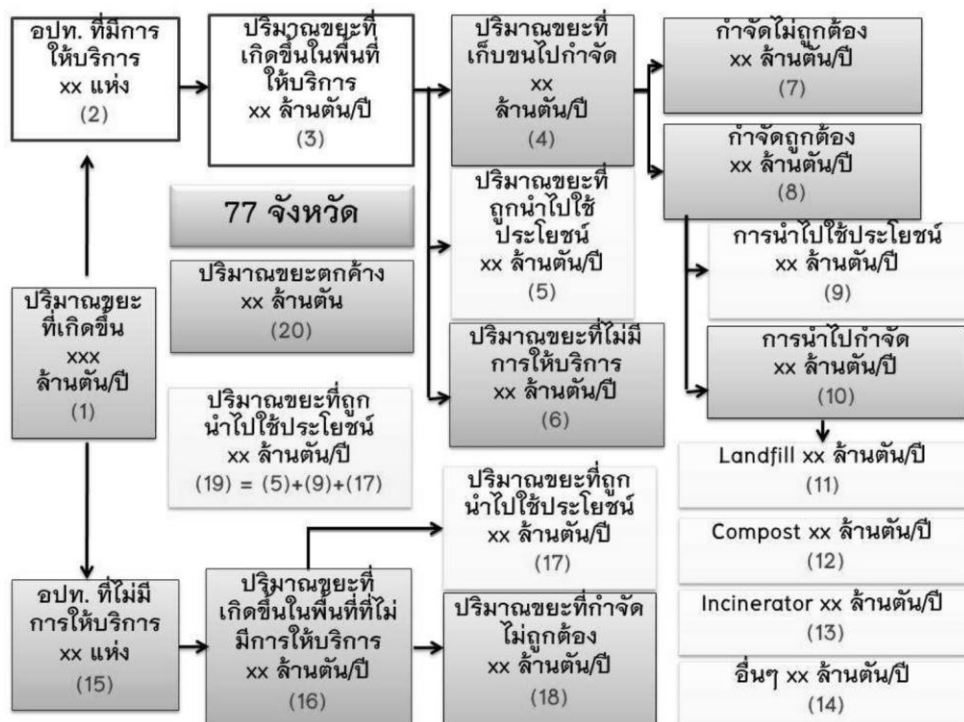 อปท. ที่มีการ
ให้บริการ
xx แห่ง
(2)
ปริมาณขยะที่
เกิดขึ้นในพื้นที่
ให้บริการ
xx ล้านตัน/ปี
(3)
ปริมาณขยะที่
เก็บขนไปกำจัด
xx
ล้านตัน/ปี
(4)
กำจัดไม่ถูกต้อง
xx ล้านตัน/ปี
(7)
กำจัดถูกต้อง
xx ล้านตัน/ปี
(8)
77 จังหวัด
ปริมาณขยะที่
ถูกนำไปใช้
ประโยชน์
xx ล้านตัน/ปี
(5)
การนำไปใช้ประโยชน์
xx ล้านตัน/ปี
(9)
ปริมาณขยะ
ที่เกิดขึ้น
xxx
ล้านตัน/ปี
(1)
ปริมาณขยะตกค้าง
xx ล้านตัน
(20)
ปริมาณขยะที่ไม่มี
การให้บริการ
xx ล้านตัน/ปี
(6)
การนำไปกำจัด
xx ล้านตัน/ปี
(10)
ปริมาณขยะที่ถูก
นำไปใช้ประโยชน์
xx ล้านตัน/ปี
(19) = (5)+(9)+(17)
Landfill xx ล้านตัน/ปี
(11)
ปริมาณขยะที่ถูก
นำไปใช้ประโยชน์
xx ล้านตัน/ปี
(17)
Compost xx ล้านตัน/ปี
(12)
อปท. ที่ไม่มี
การให้บริการ
xx แห่ง
(15)
ปริมาณขยะที่
เกิดขึ้นในพื้นที่ที่ไม่
มีการให้บริการ
xx ล้านตัน/ปี
(16)
ปริมาณขยะที่กำจัด
ไม่ถูกต้อง
xx ล้านตัน/ปี
(18)
Incinerator xx ล้านตัน/ปี
(13)
อื่นๆ xx ล้านตัน/ปี
(14)